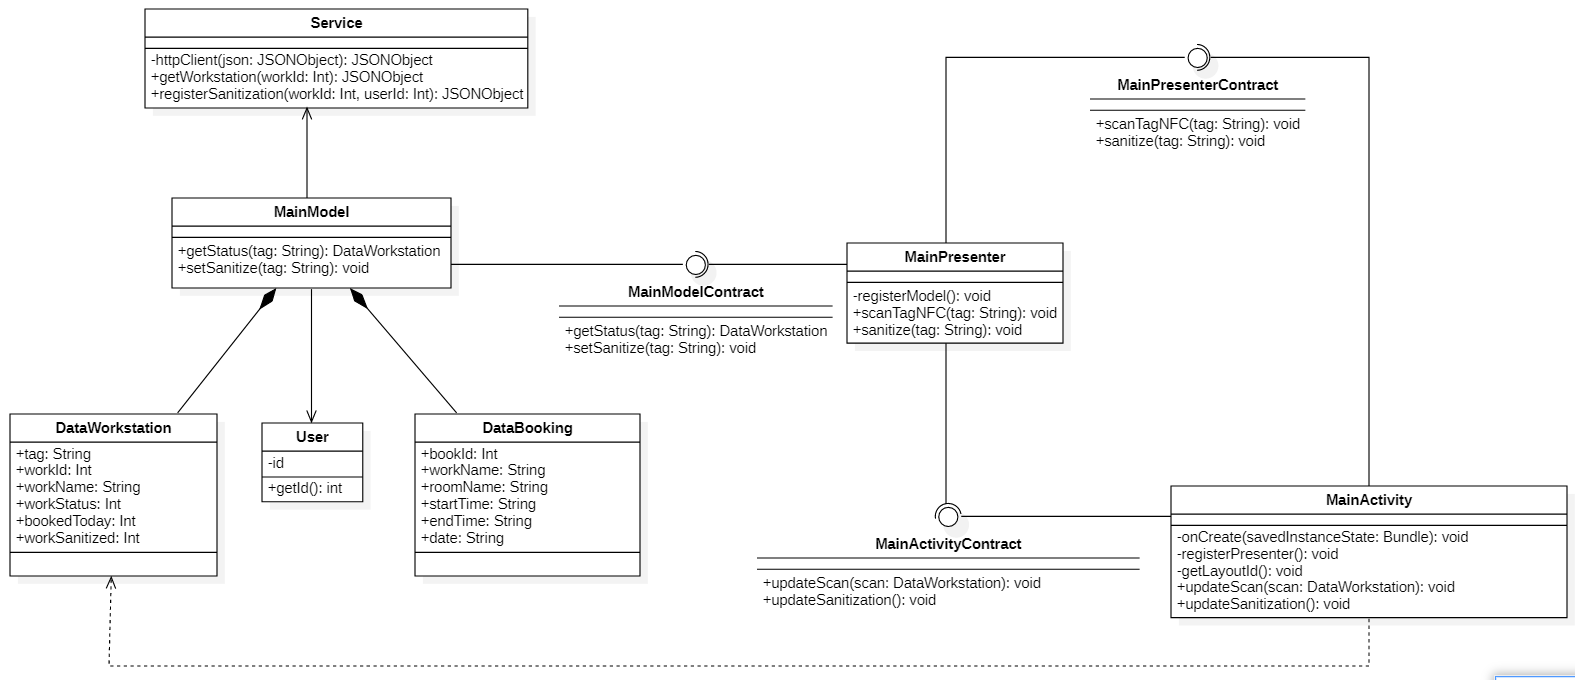 Service
-httpClient(json: JSONObject): JSONObject
+getWorkstation(workId: Int): JSONObject
+registerSanitization(workId: Int, userId: Int): JSONObject
MainPresenterContract
+scanTagNFC(tag: String): void
+sanitize(tag: String): void
MainModel
+getStatus(tag: String): DataWorkstation
+setSanitize(tag: String): void
MainModelContract
+getStatus(tag: String): DataWorkstation
+setSanitize(tag: String): void
MainPresenter
-registerModel(): void
+scanTagNFC(tag: String): void
+sanitize(tag: String): void
DataWorkstation
+tag: String
+workId: Int
+workName: String
+workStatus: Int
+bookedToday: Int
+workSanitized: Int
User
-id
+getId(): int
DataBooking
+bookId: Int
+workName: String
+roomName: String
+startTime: String
+endTime: String
+date: String
MainActivityContract
+updateScan(scan: DataWorkstation): void
+updateSanitization(): void
MainActivity
-onCreate(savedInstanceState: Bundle): void
-registerPresenter(): void
-getLayoutId(): void
+updateScan(scan: DataWorkstation): void
+updateSanitization(): void